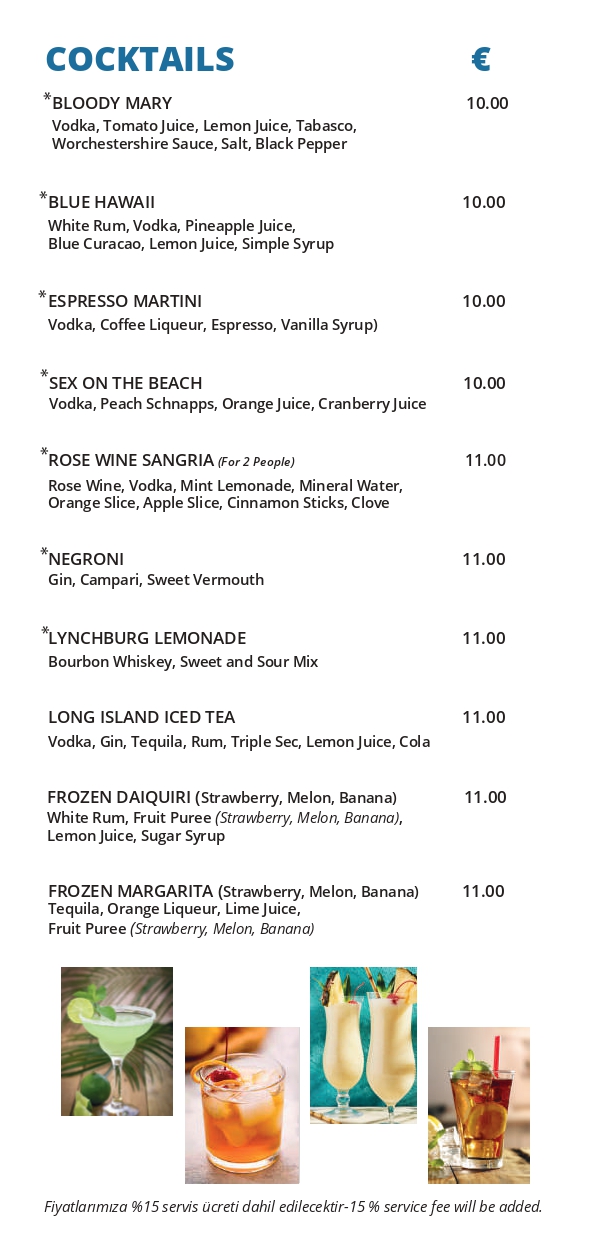 COCKTAILS €
*BLOODY MARY 10.00
Vodka, Tomato Juice, Lemon Juice, Tabasco,
Worchestershire Sauce, Salt, Black Pepper
*BLUE HAWAII 10.00
White Rum, Vodka, Pineapple Juice,
Blue Curacao, Lemon Juice, Simple Syrup
*ESPRESSO MARTINI 10.00
Vodka, Coffee Liqueur, Espresso, Vanilla Syrup)
*SEX ON THE BEACH 10.00
Vodka, Peach Schnapps, Orange Juice, Cranberry Juice
*ROSE WINE SANGRIA (For 2 People) 11.00
Rose Wine, Vodka, Mint Lemonade, Mineral Water,
Orange Slice, Apple Slice, Cinnamon Sticks, Clove
*NEGRONI 11.00
Gin, Campari, Sweet Vermouth
*LYNCHBURG LEMONADE 11.00
Bourbon Whiskey, Sweet and Sour Mix
LONG ISLAND ICED TEA 11.00
Vodka, Gin, Tequila, Rum, Triple Sec, Lemon Juice, Cola
FROZEN DAIQUIRI (Strawberry, Melon, Banana) 11.00
White Rum, Fruit Puree (Strawberry, Melon, Banana),
Lemon Juice, Sugar Syrup
FROZEN MARGARITA (Strawberry, Melon, Banana) 11.00
Tequila, Orange Liqueur, Lime Juice,
Fruit Puree (Strawberry, Melon, Banana)
Fiyatlarımıza %15 servis ücreti dahil edilecektir-15 % service fee will be added.